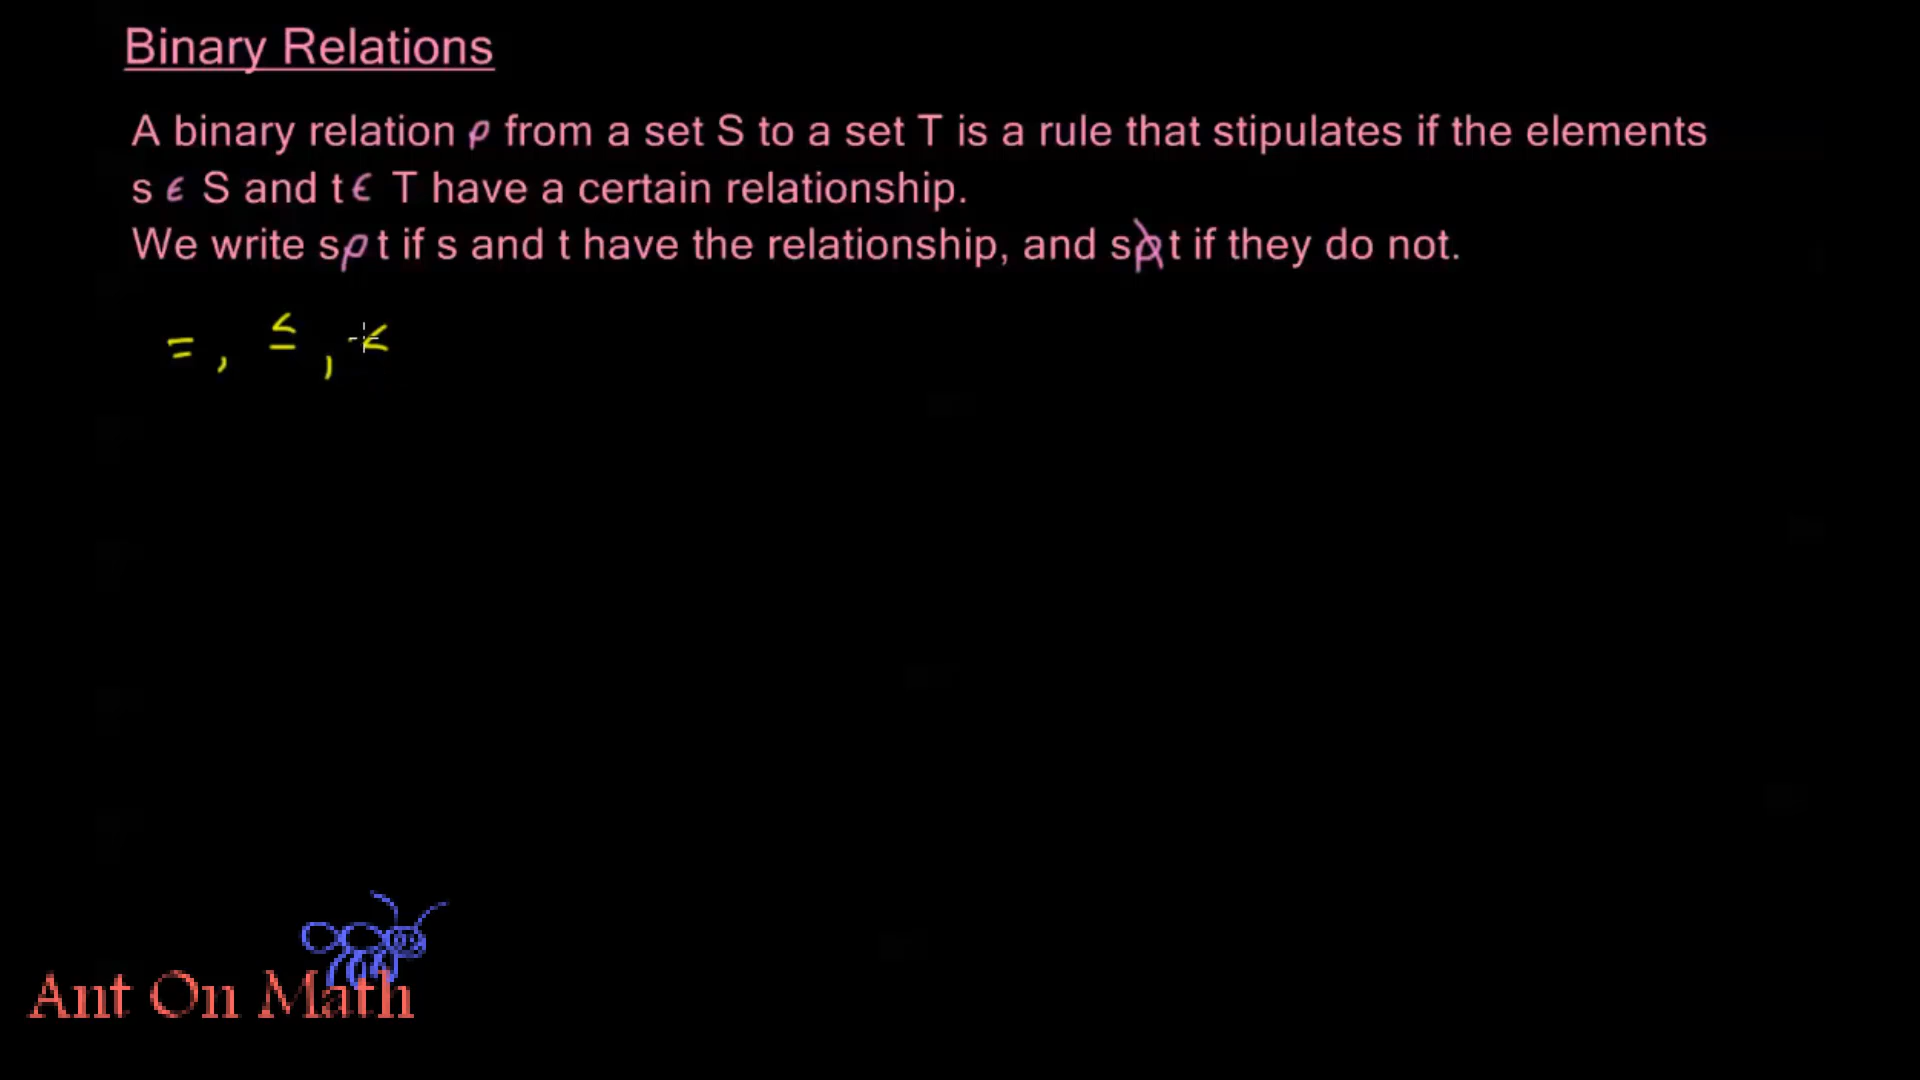 Binary Relations
A binary relation ρ from a set S to a set T is a rule that stipulates if the elements
s ϵ S and t ϵ T have a certain relationship.
We write sρt if s and t have the relationship, and sρ̸t if they do not.
= , ≤ , <
Ant On Math